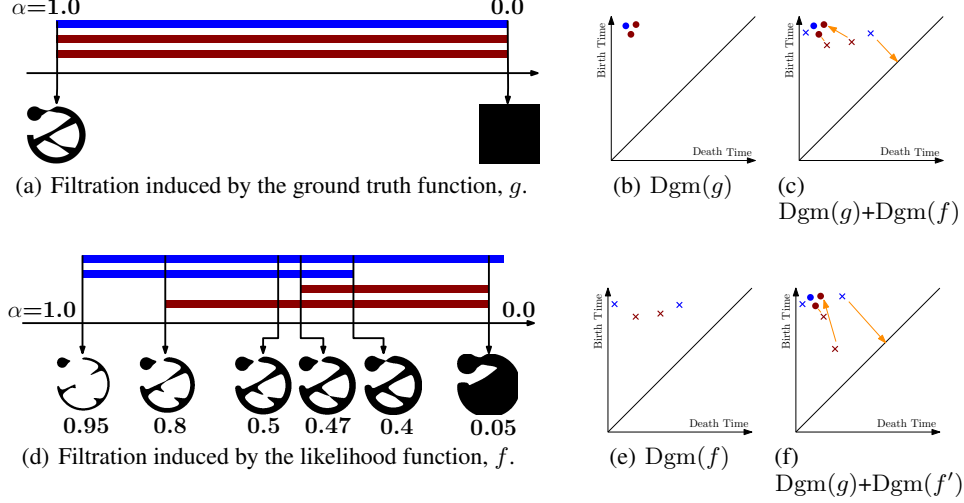 α=1.0
0.0
(a) Filtration induced by the ground truth function, g.
Birth Time
Death Time
(b) Dgm(g)
Birth Time
Death Time
(c)
Dgm(g)+Dgm(f)
α=1.0
0.0
0.95
0.8
0.5
0.47
0.4
0.05
(d) Filtration induced by the likelihood function, f.
Birth Time
Death Time
(e) Dgm(f)
Birth Time
Death Time
(f)
Dgm(g)+Dgm(f′)